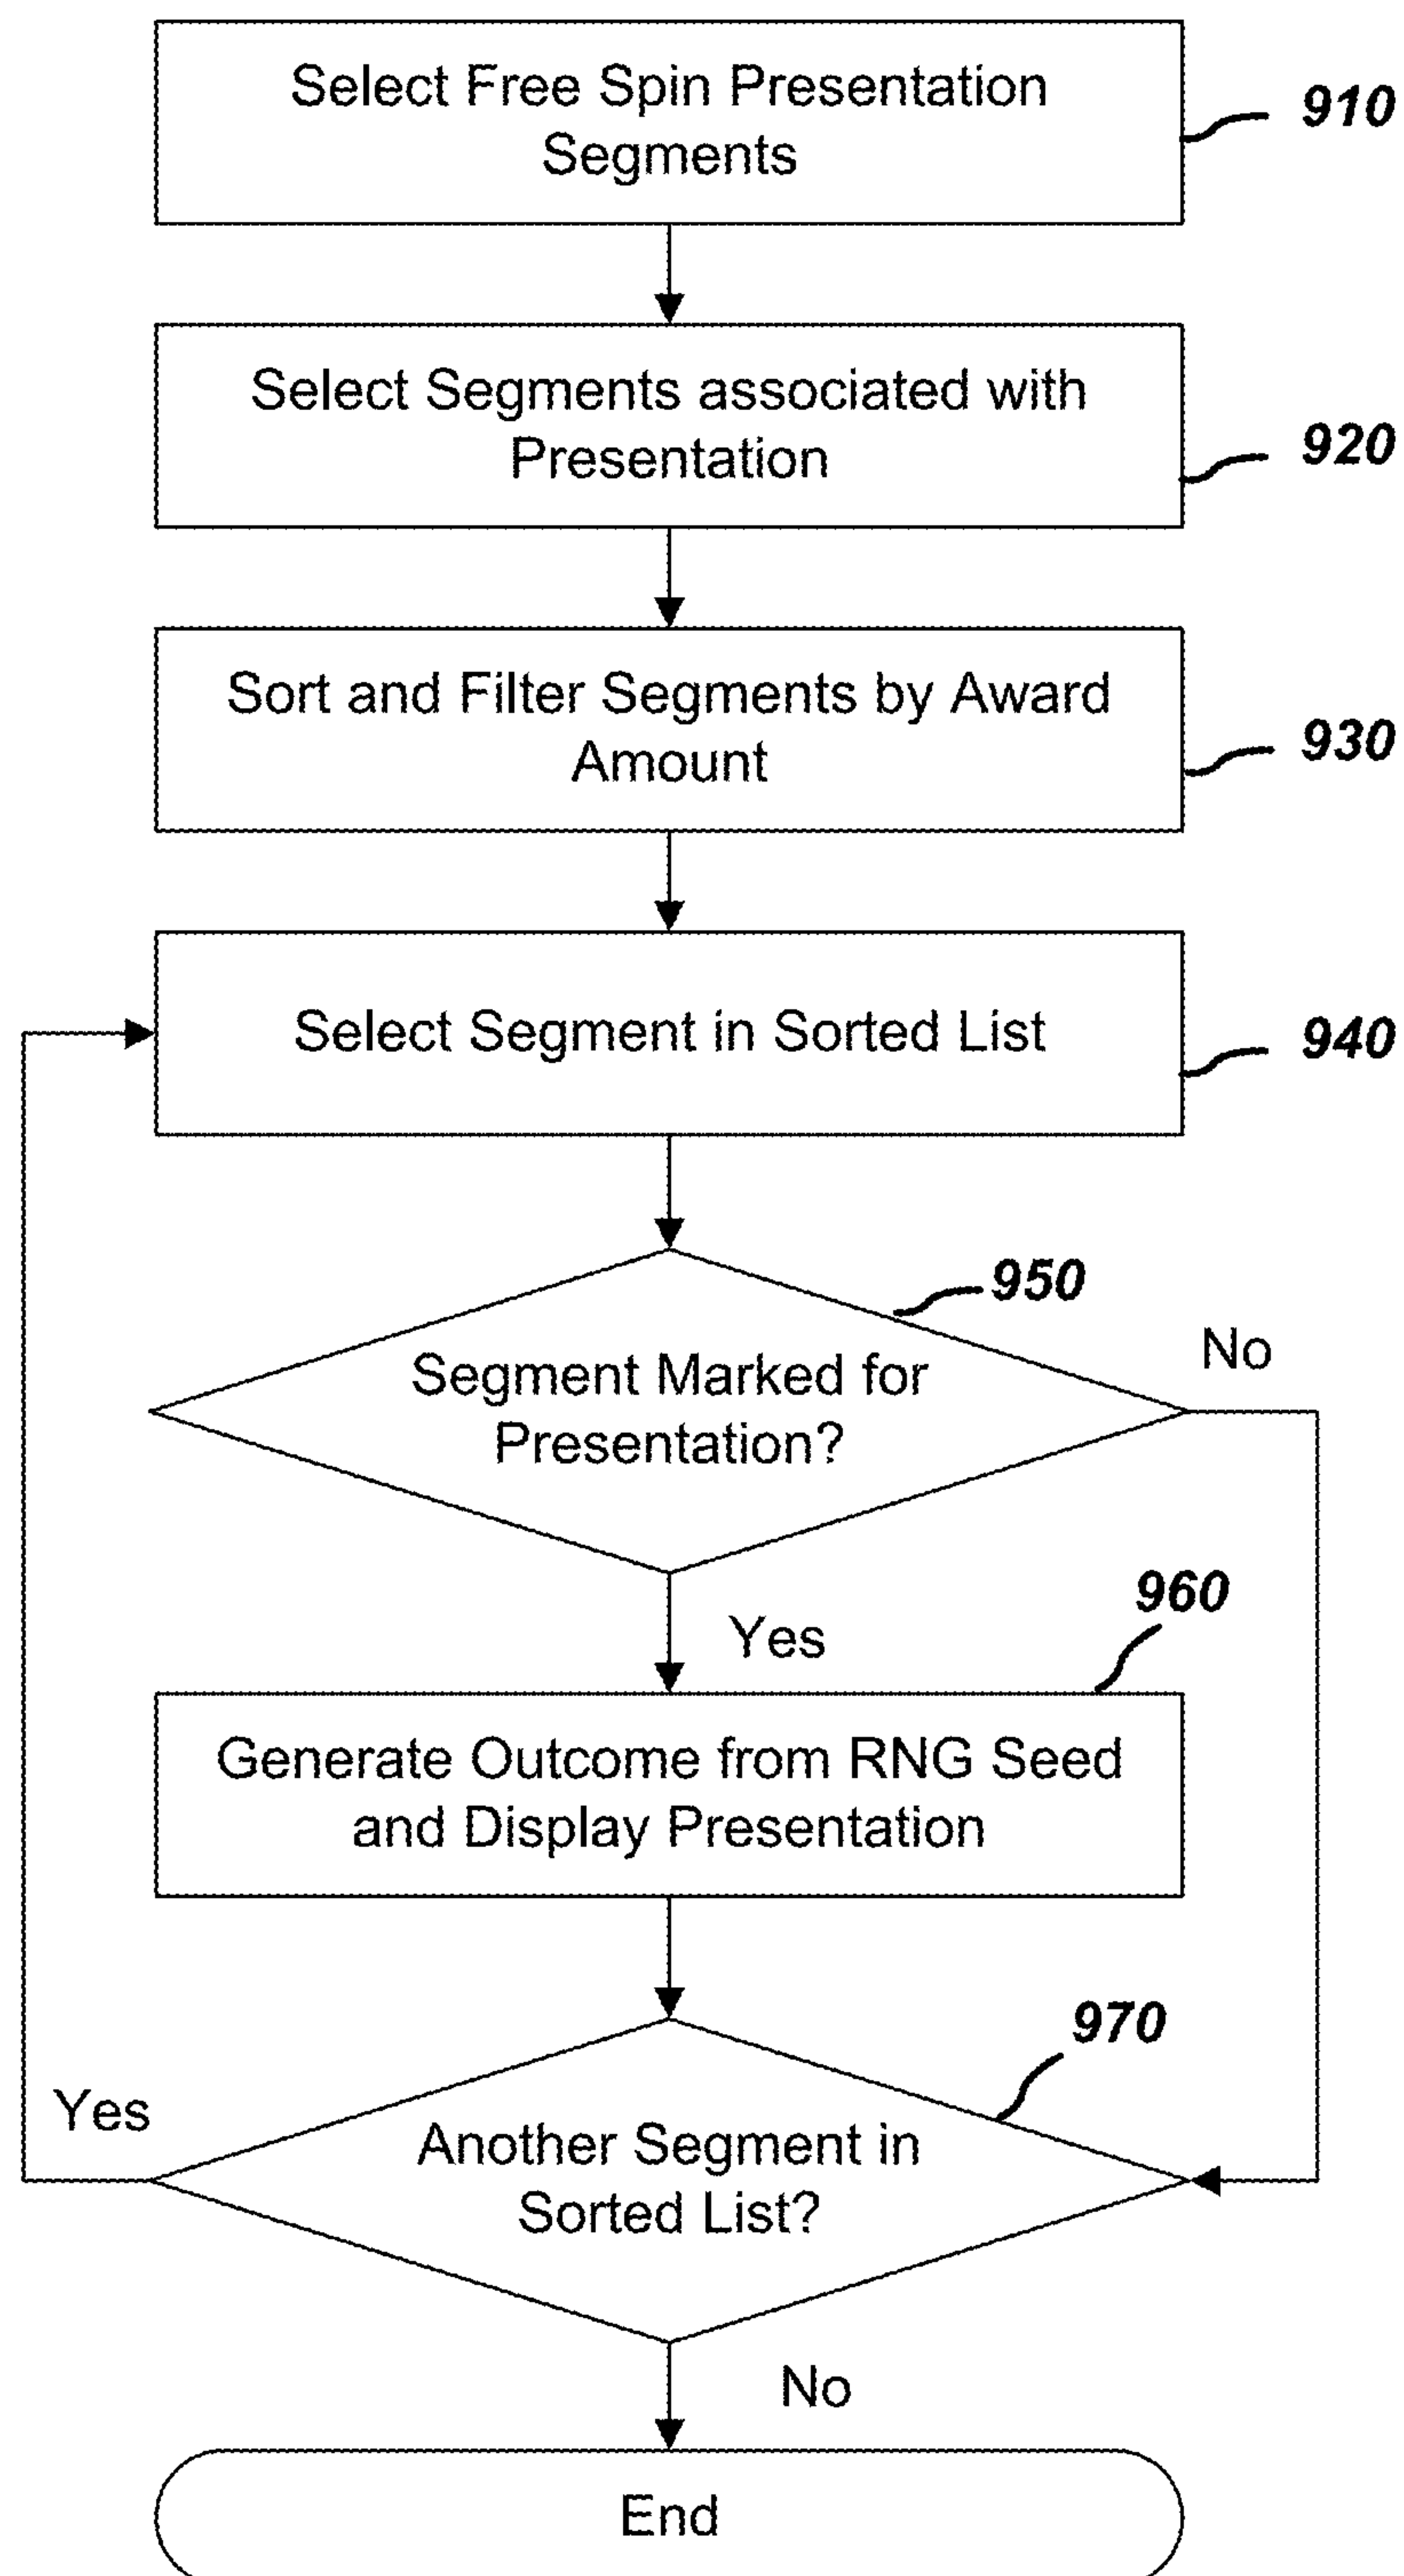 Select Free Spin Presentation
Segments
910
Select Segments associated with
Presentation
920
Sort and Filter Segments by Award
Amount
930
Select Segment in Sorted List
940
950
No
Segment Marked for
Presentation?
960
Yes
Generate Outcome from RNG Seed
and Display Presentation
970
Yes
Another Segment in
Sorted List?
No
End